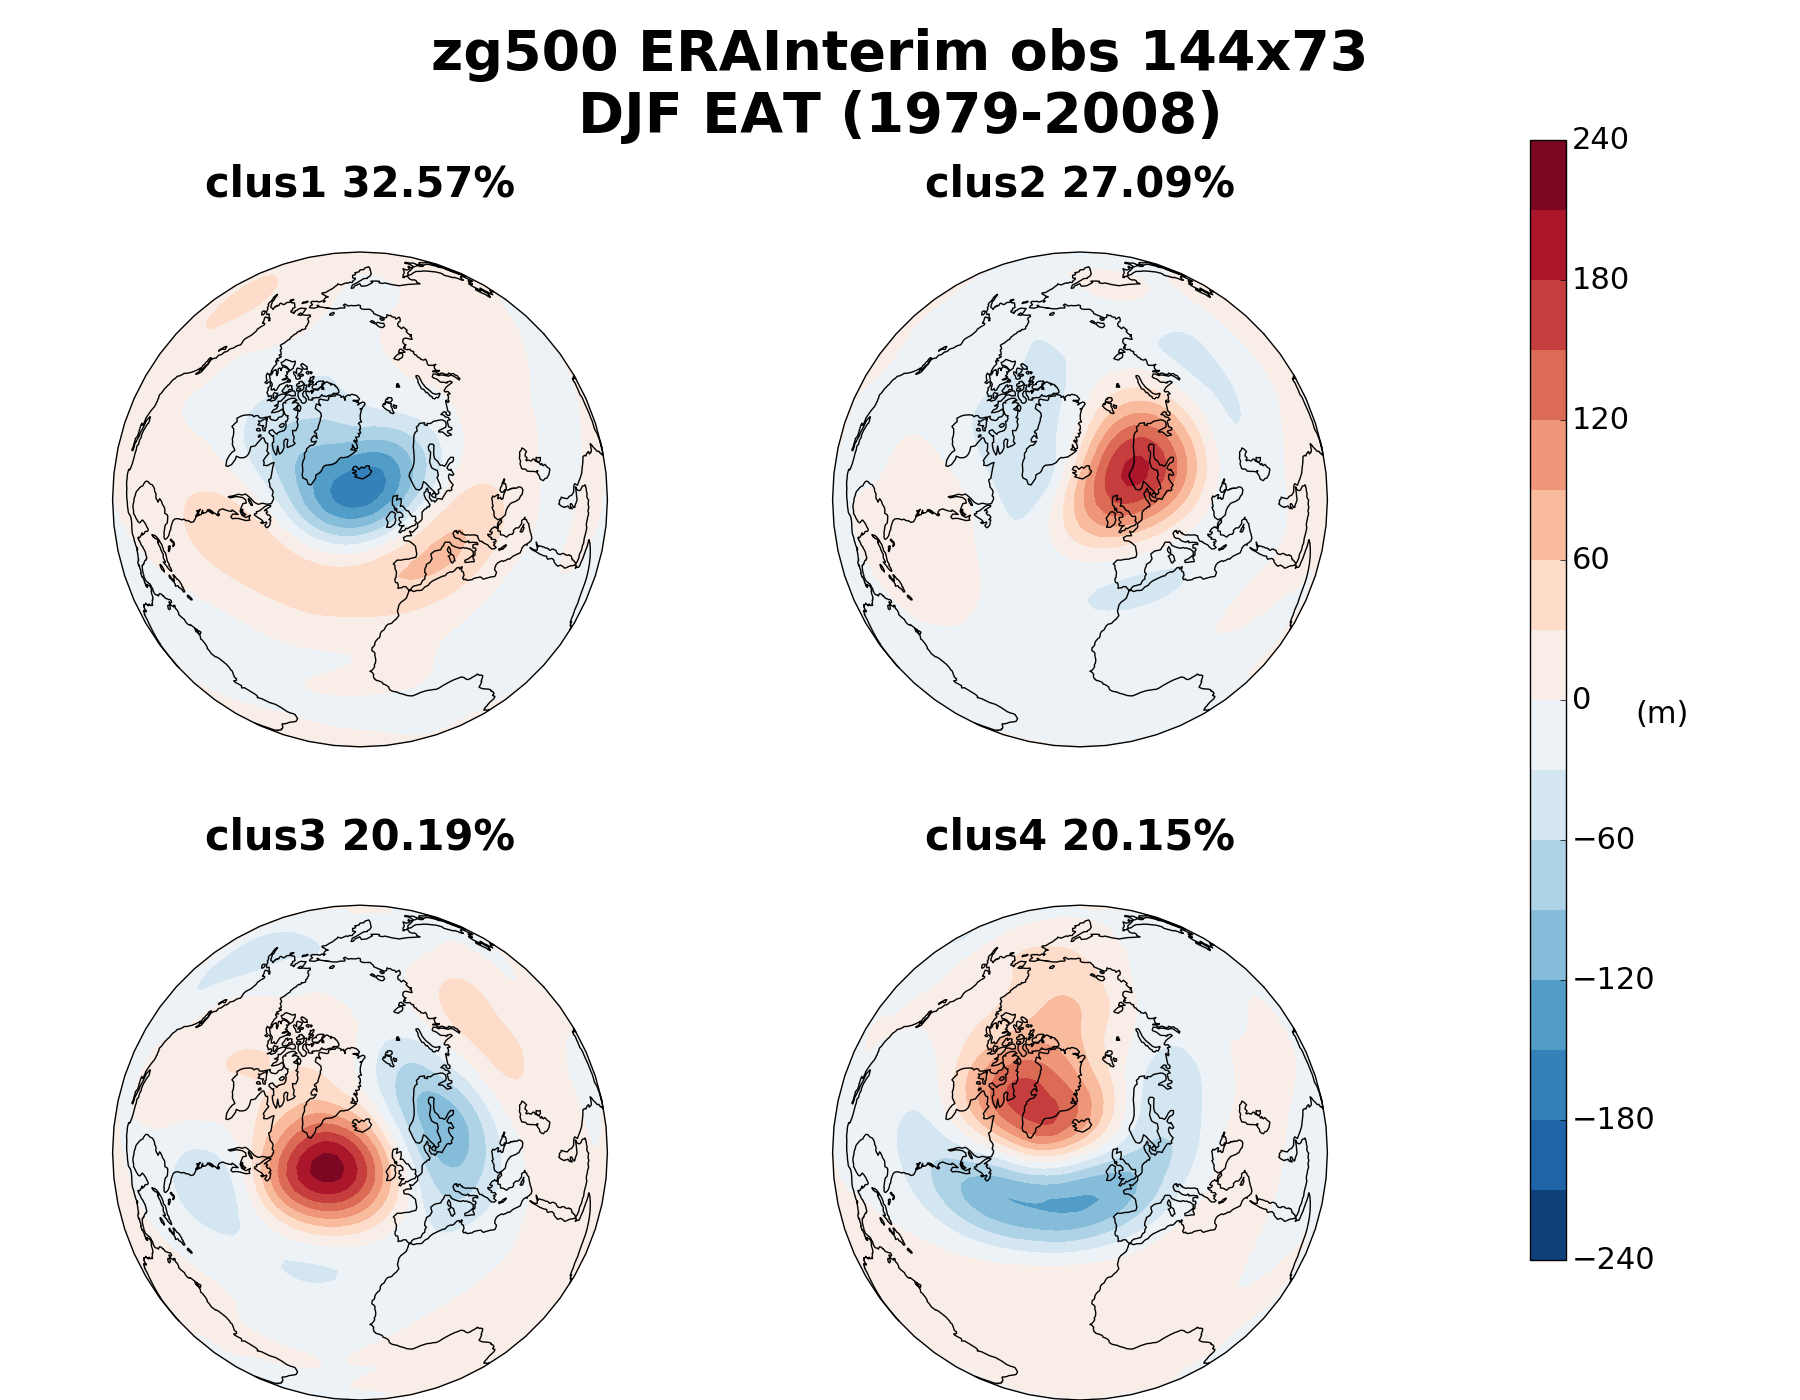 zg500 ERAInterim obs 144x73
DJF EAT (1979-2008)
clus1 32.57%
clus2 27.09%
clus3 20.19%
clus4 20.15%
240
180
120
60
0
−60
−120
−180
−240
(m)